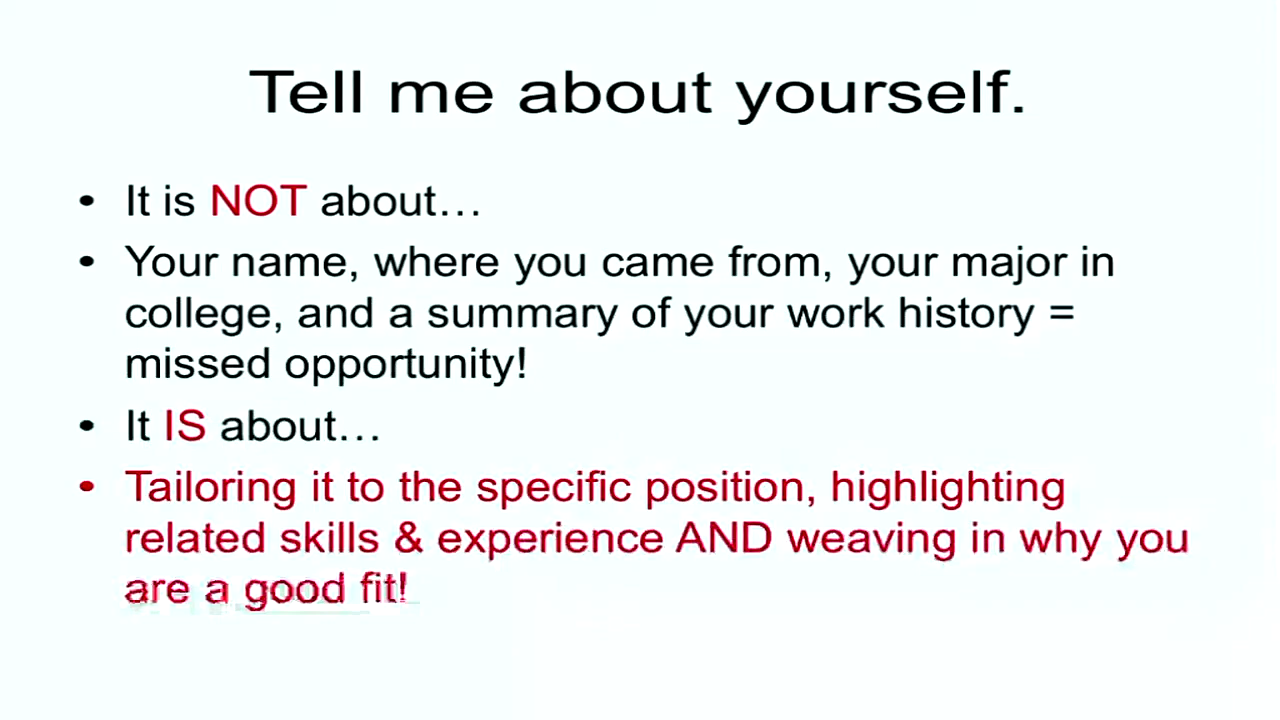 Tell me about yourself.
• It is NOT about…
• Your name, where you came from, your major in
college, and a summary of your work history =
missed opportunity!
• It IS about…
• Tailoring it to the specific position, highlighting
related skills & experience AND weaving in why you
are a good fit!